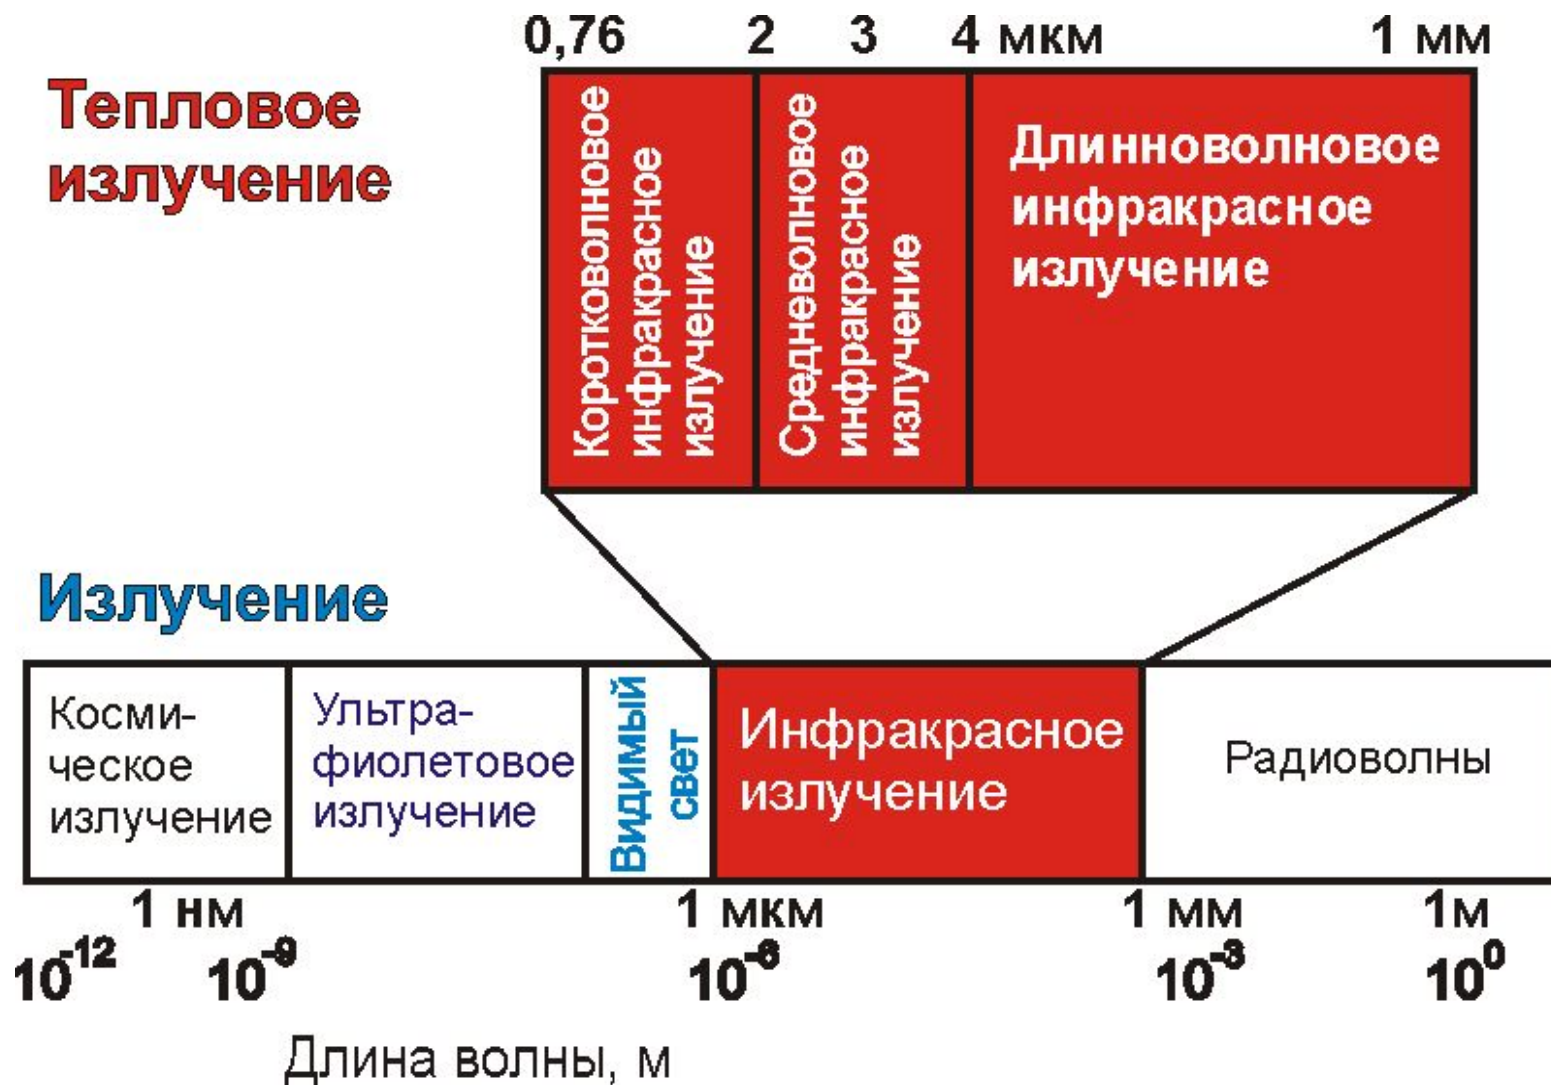 0,76 2 3 4 мкм 1 мм
Тепловое
излучение
Коротковолновое
инфракрасное
излучение
Средневолновое
инфракрасное
излучение
Длинноволновое
инфракрасное
излучение
Излучение
Косми-
ческое
излучение
Ультра-
фиолетовое
излучение
Видимый
свет
Инфракрасное
излучение
Радиоволны
1 нм 1 мкм 1 мм 1м
10⁻¹² 10⁻⁹ 10⁻⁶ 10⁻³ 10⁰
Длина волны, м